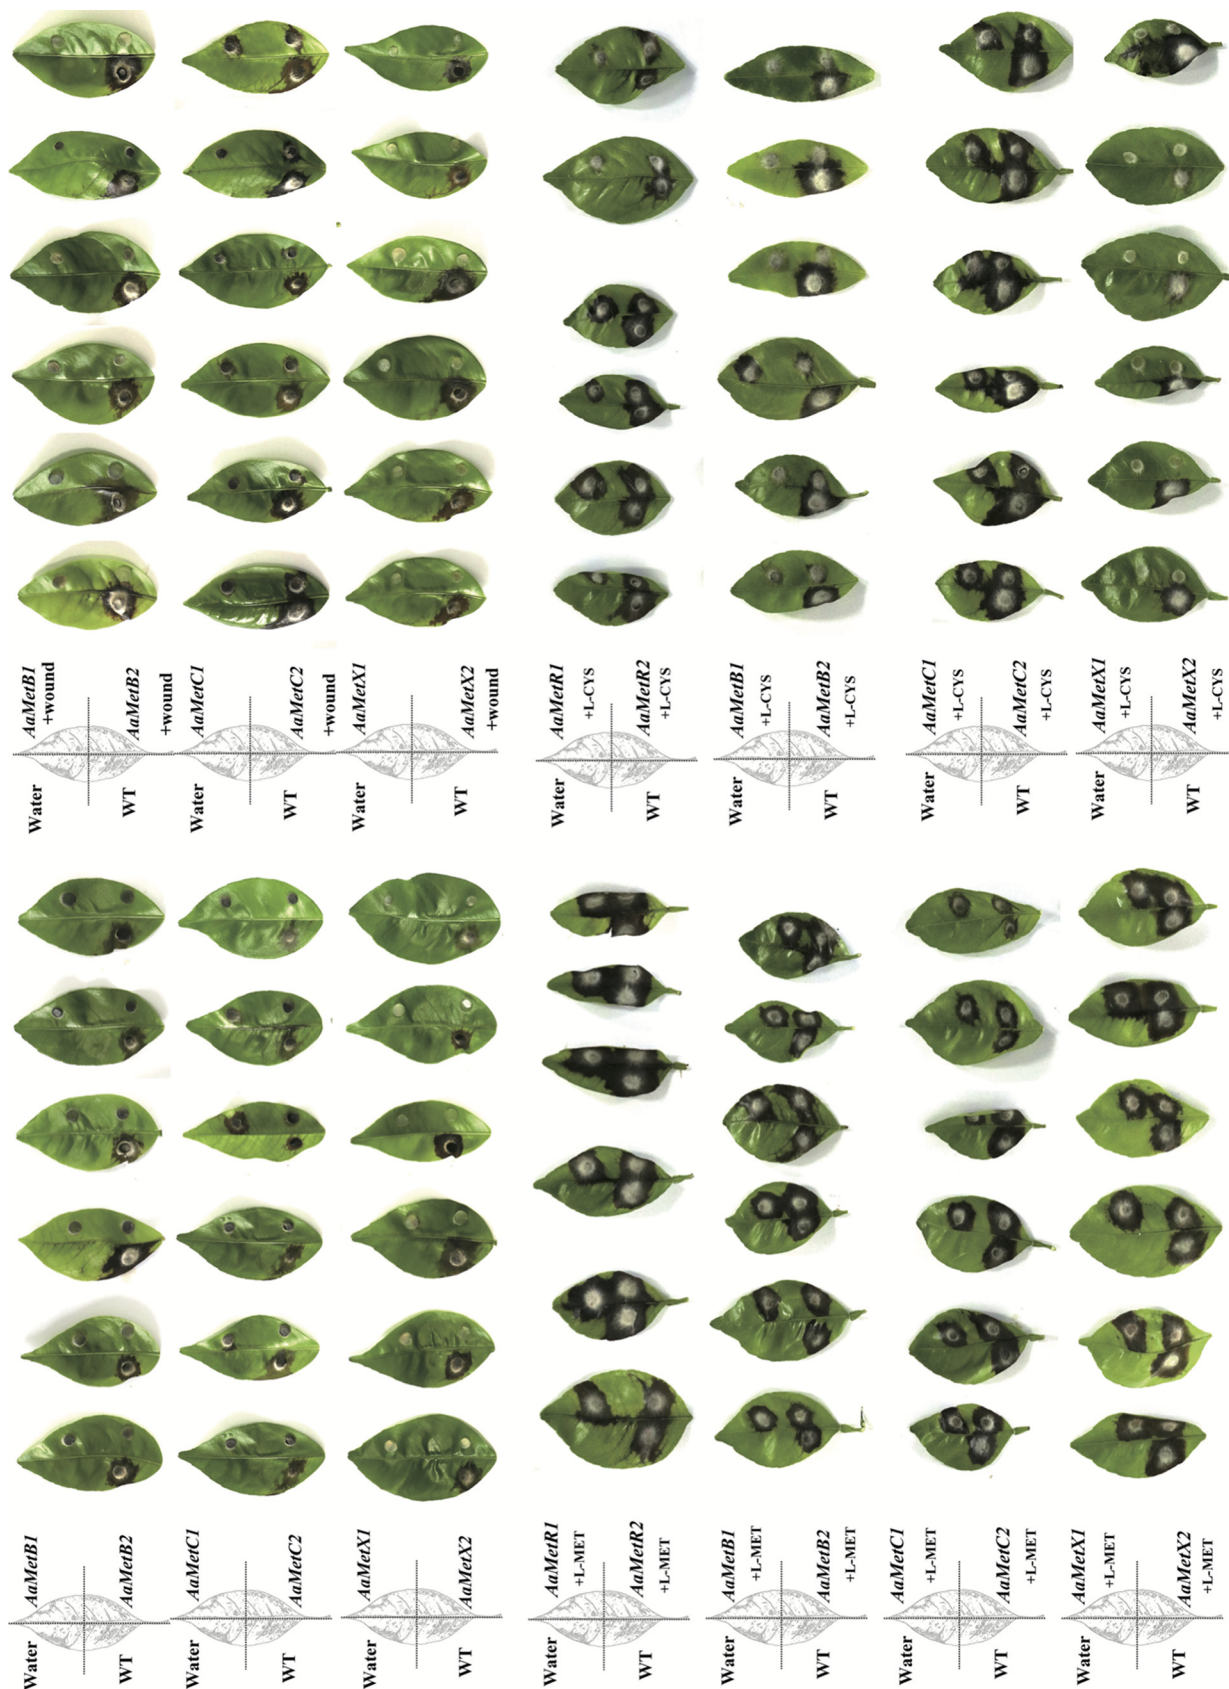 Water
AaMetB1
+wound
WT
AaMetB2
+wound
Water
AaMetC1
WT
AaMetC2
+wound
Water
AaMetX1
WT
AaMetX2
+wound
Water
AaMetR1
+L-CYS
WT
AaMetR2
+L-CYS
Water
AaMetB1
+L-CYS
WT
AaMetB2
+L-CYS
Water
AaMetC1
+L-CYS
WT
AaMetC2
+L-CYS
Water
AaMetX1
+L-CYS
WT
AaMetX2
+L-CYS
Water
AaMetB1
WT
AaMetB2
Water
AaMetC1
WT
AaMetC2
Water
AaMetX1
WT
AaMetX2
Water
AaMetR1
+L-MET
WT
AaMetR2
+L-MET
Water
AaMetB1
+L-MET
WT
AaMetB2
+L-MET
Water
AaMetC1
+L-MET
WT
AaMetC2
+L-MET
Water
AaMetX1
+L-MET
WT
AaMetX2
+L-MET